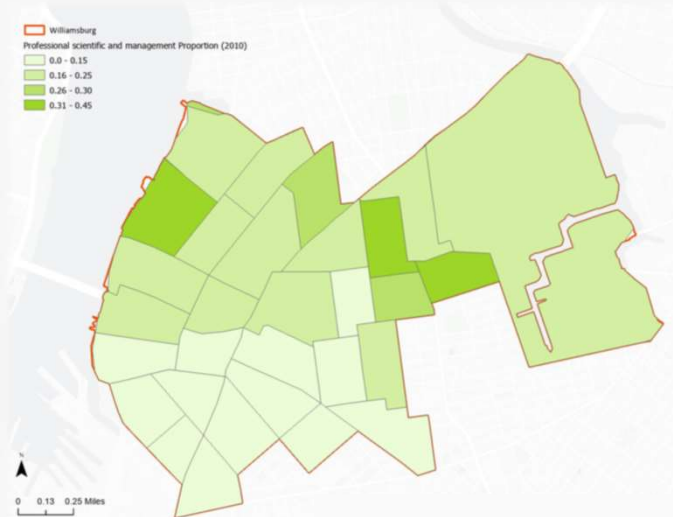 Williamsburg
Professional scientific and management Proportion (2010)
0.0 - 0.15
0.16 - 0.25
0.26 - 0.30
0.31 - 0.45
N
0 0.13 0.25 Miles